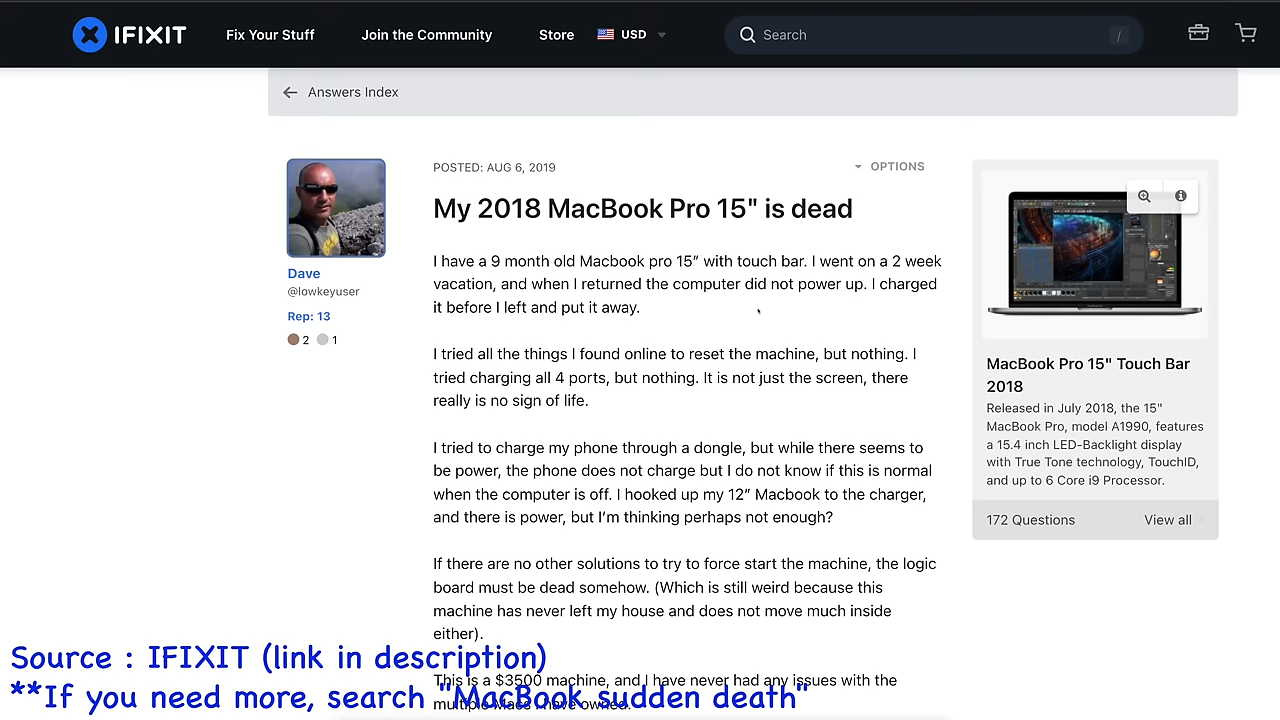 IFIXIT
Fix Your Stuff
Join the Community
Store
USD
Search
/
Answers Index
Dave
@lowkeyuser
Rep: 13
2 1
POSTED: AUG 6, 2019
OPTIONS
My 2018 MacBook Pro 15" is dead
I have a 9 month old Macbook pro 15” with touch bar. I went on a 2 week
vacation, and when I returned the computer did not power up. I charged
it before I left and put it away.
I tried all the things I found online to reset the machine, but nothing. I
tried charging all 4 ports, but nothing. It is not just the screen, there
really is no sign of life.
I tried to charge my phone through a dongle, but while there seems to
be power, the phone does not charge but I do not know if this is normal
when the computer is off. I hooked up my 12” Macbook to the charger,
and there is power, but I’m thinking perhaps not enough?
If there are no other solutions to try to force start the machine, the logic
board must be dead somehow. (Which is still weird because this
machine has never left my house and does not move much inside
either).
This is a $3500 machine, and I have never had any issues with the
multiple Macs I have owned.
MacBook Pro 15" Touch Bar
2018
Released in July 2018, the 15"
MacBook Pro, model A1990, features
a 15.4 inch LED-Backlight display
with True Tone technology, TouchID,
and up to 6 Core i9 Processor.
172 Questions
View all
Source : IFIXIT (link in description)
**If you need more, search "MacBook sudden death"